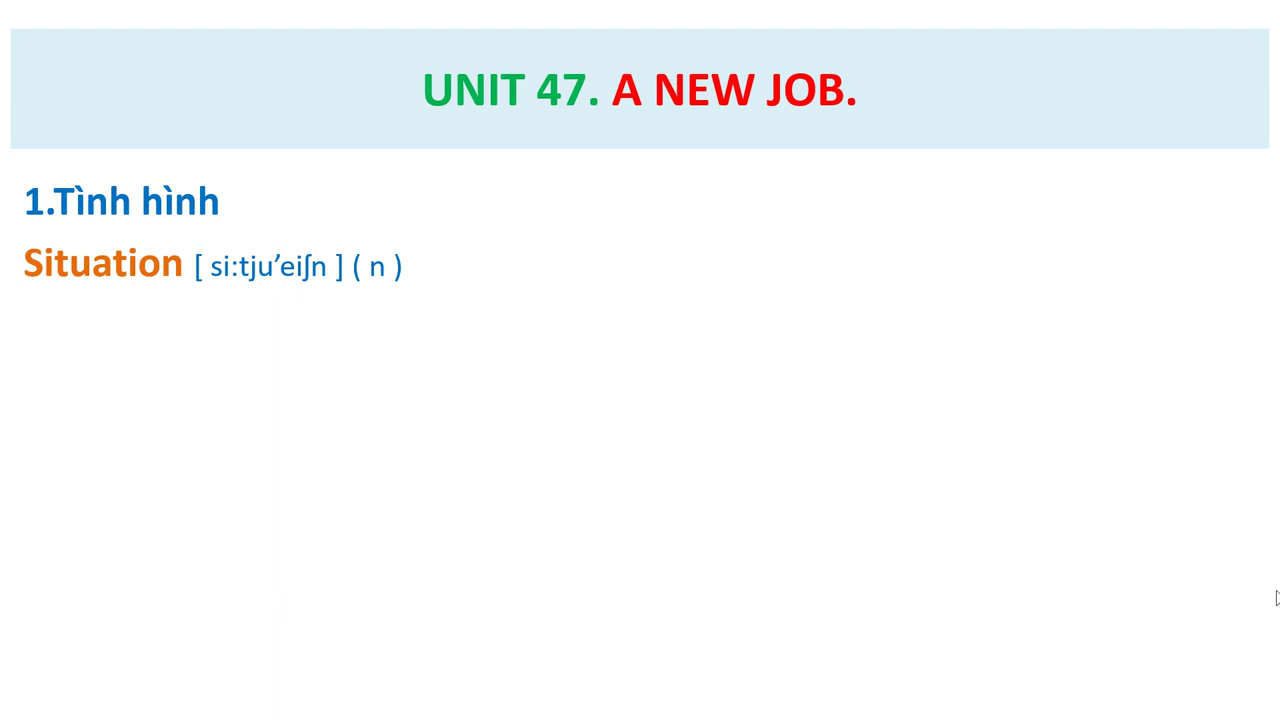 UNIT 47. A NEW JOB.
1.Tình hình
Situation [ si:tju’eiʃn ] ( n )